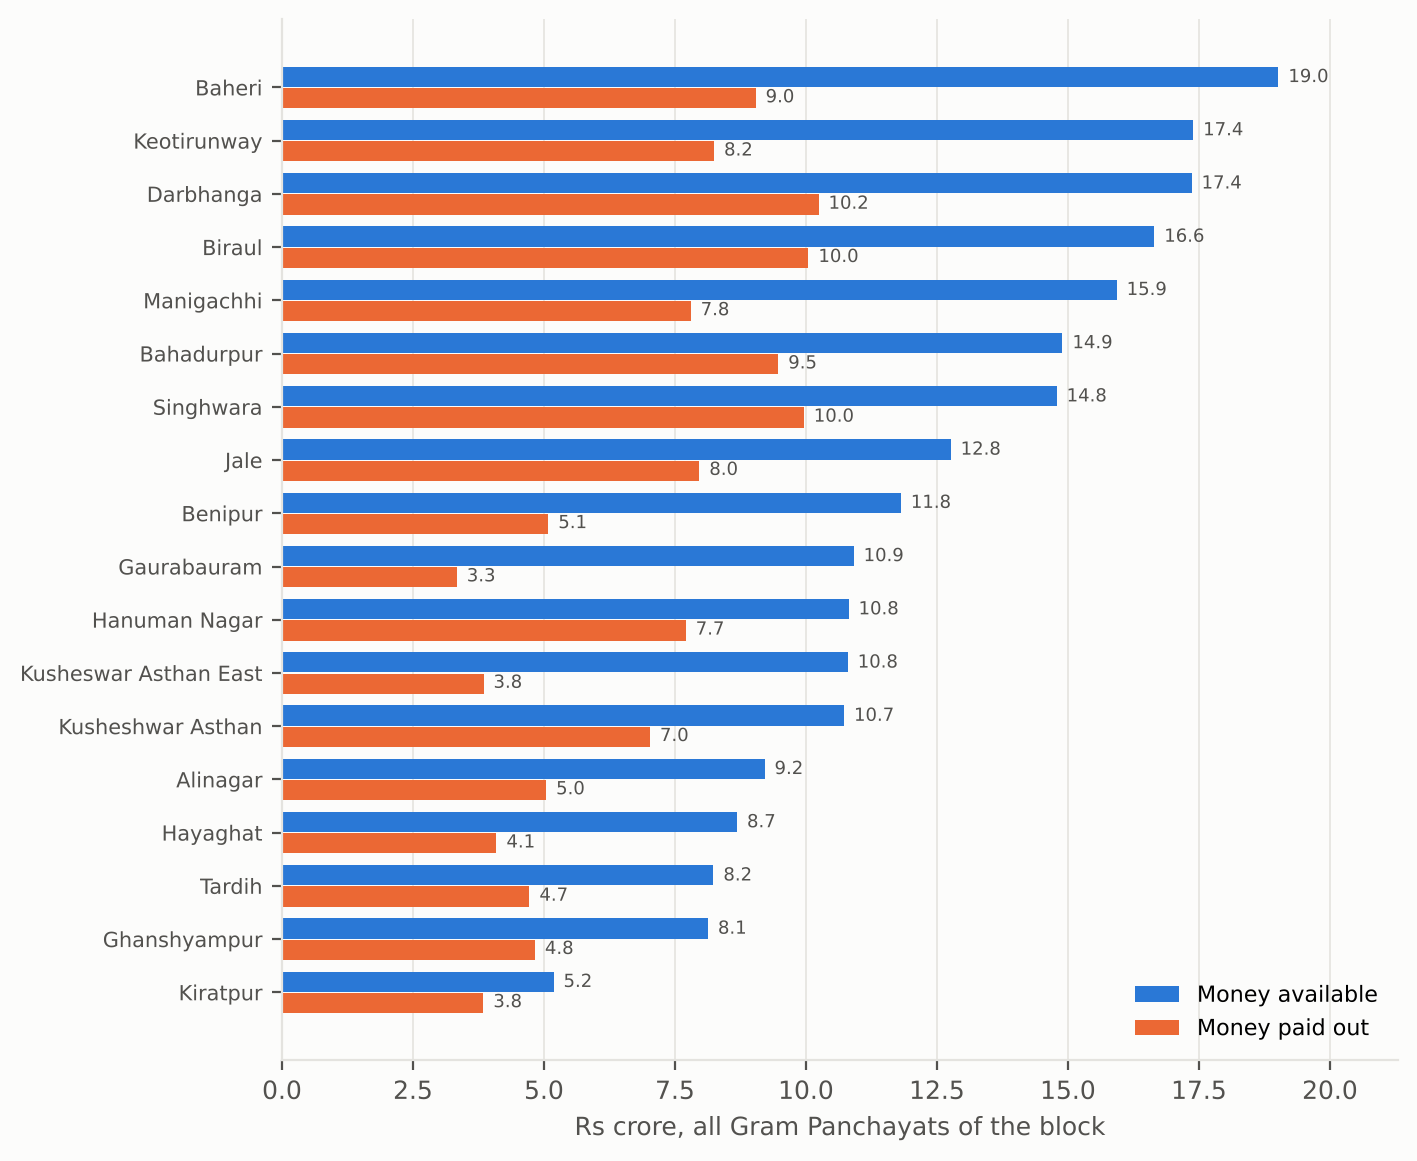 Baheri 19.0
9.0
Keotirunway 17.4
8.2
Darbhanga 17.4
10.2
Biraul 16.6
10.0
Manigachhi 15.9
7.8
Bahadurpur 14.9
9.5
Singhwara 14.8
10.0
Jale 12.8
8.0
Benipur 11.8
5.1
Gaurabauram 10.9
3.3
Hanuman Nagar 10.8
7.7
Kusheswar Asthan East 10.8
3.8
Kusheshwar Asthan 10.7
7.0
Alinagar 9.2
5.0
Hayaghat 8.7
4.1
Tardih 8.2
4.7
Ghanshyampur 8.1
4.8
Kiratpur 5.2
3.8
Money available
Money paid out
0.0 2.5 5.0 7.5 10.0 12.5 15.0 17.5 20.0
Rs crore, all Gram Panchayats of the block